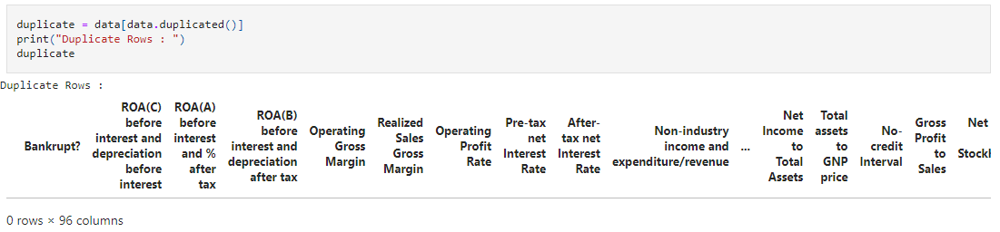 duplicate = data[data.duplicated()]
print("Duplicate Rows : ")
duplicate
Duplicate Rows :
Bankrupt?
ROA(C)
before
interest and
depreciation
before
interest
ROA(A)
before
interest
and %
after
tax
ROA(B)
before
interest and
depreciation
after tax
Operating
Gross
Margin
Realized
Sales
Gross
Margin
Operating
Profit
Rate
Pre-tax
net
Interest
Rate
After-
tax net
Interest
Rate
Non-industry
income and
expenditure/revenue
...
Net
Income
to
Total
Assets
Total
assets
to
GNP
price
No-
credit
Interval
Gross
Profit
to
Sales
Net
0 rows × 96 columns